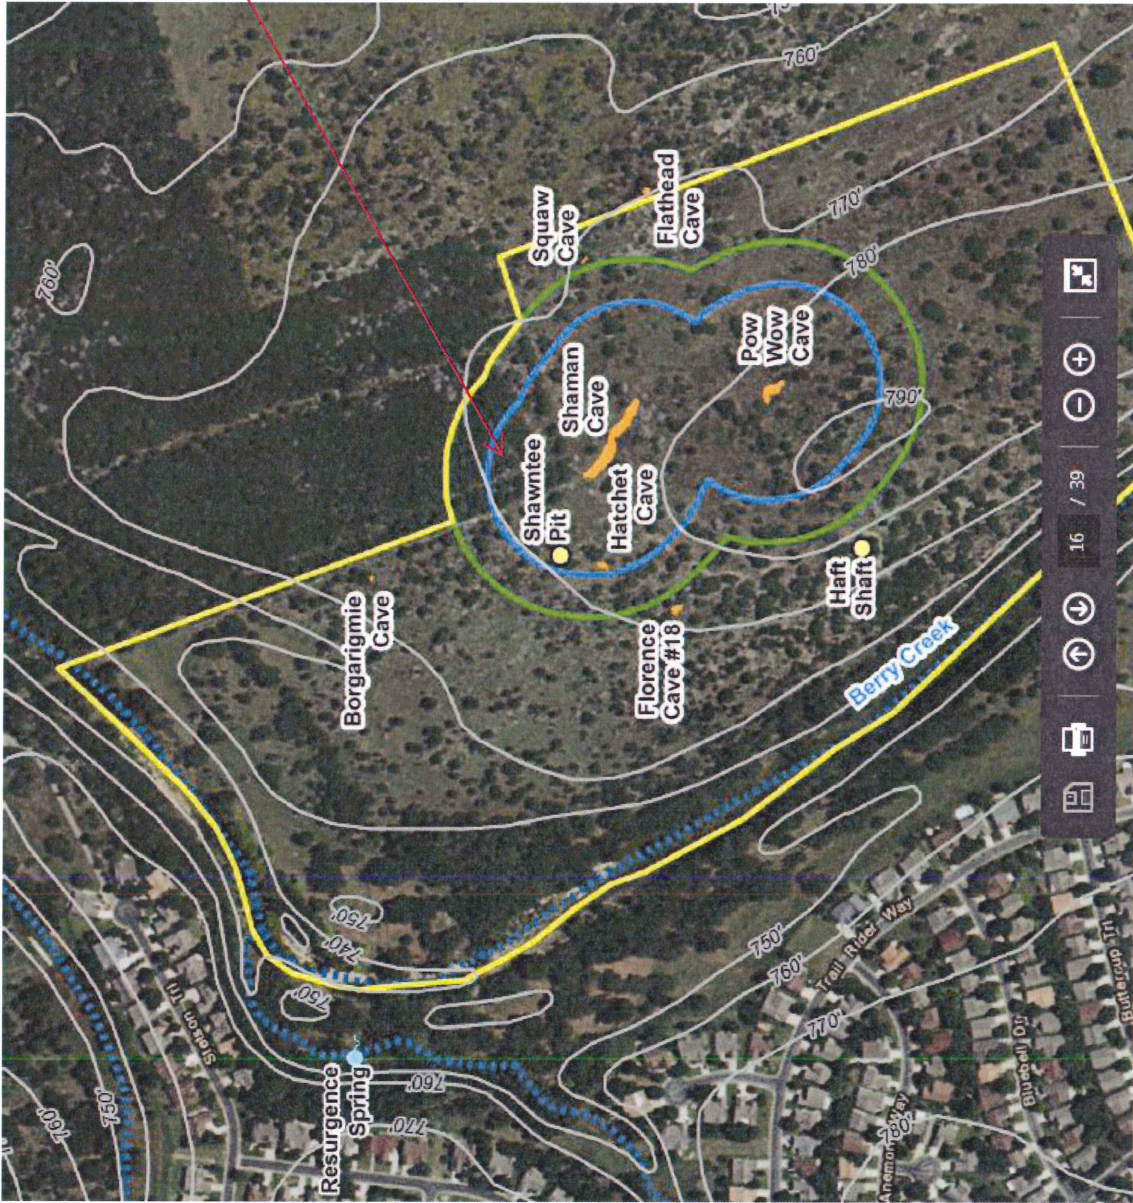 760'
760'
Squaw
Cave
Flathead
Cave
770'
780'
Pow
Wow
Cave
790'
Shaman
Cave
Shawntee
Pit
Hatchet
Cave
Haft
Shaft
Borgarigmie
Cave
Florence
Cave #18
Berry Creek
750'
740'
750'
750'
760'
770'
Trail Rider Way
Stetson Trl
Resurgence
Spring
760'
770'
750'
760'
780'
Anemone Way
Bluebell Dr
Buttercup Trl
16 / 39